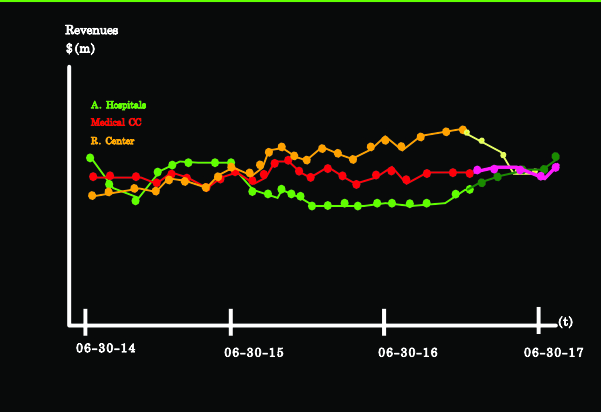 Revenues
$(m)
A. Hospitals
Medical CC
R. Center
(t)
06-30-14
06-30-15
06-30-16
06-30-17